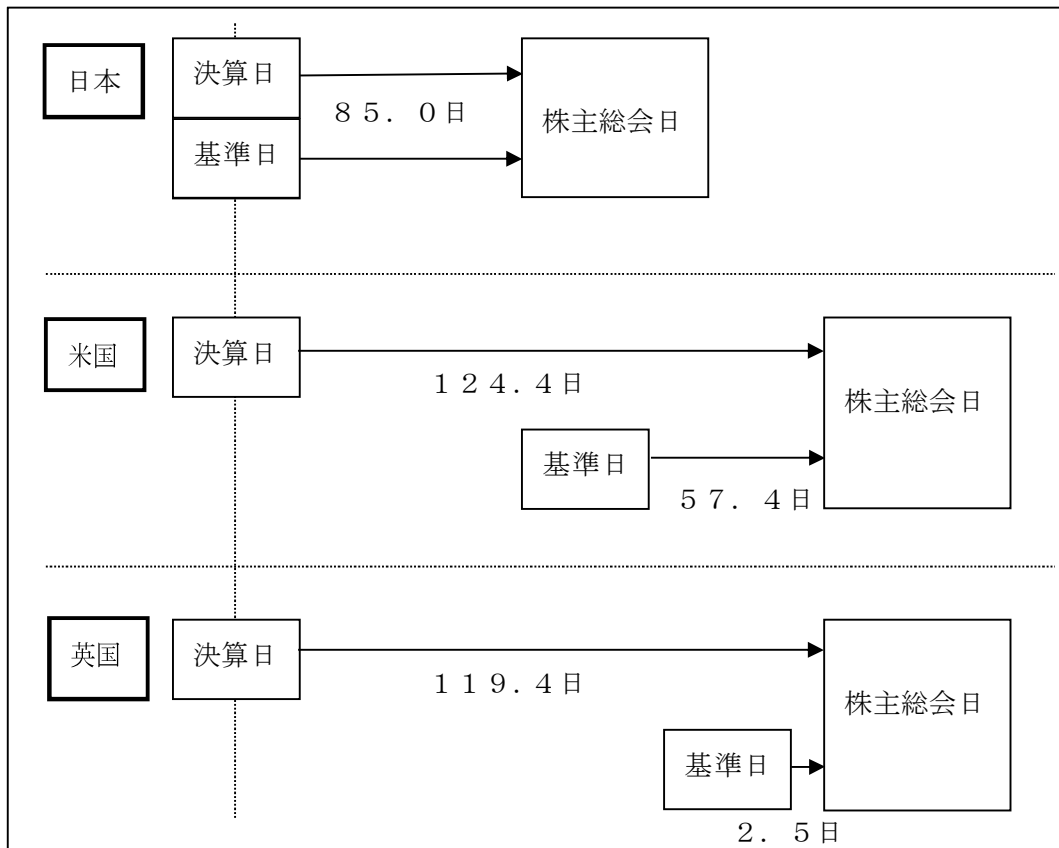 日本
決算日
８５．０日
基準日
株主総会日
米国
決算日
１２４.４日
株主総会日
基準日
５７．４日
英国
決算日
１１９.４日
株主総会日
基準日
２．５日